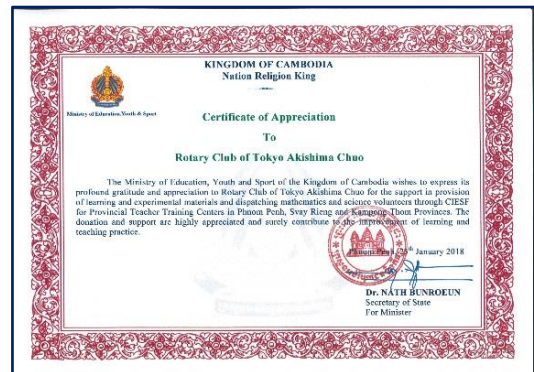 KINGDOM OF CAMBODIA
Nation Religion King
Ministry of Education,Youth & Sport
Certificate of Appreciation
To
Rotary Club of Tokyo Akishima Chuo
The Ministry of Education, Youth and Sport of the Kingdom of Cambodia wishes to express its
profound gratitude and appreciation to Rotary Club of Tokyo Akishima Chuo for the support in provision
of learning and experimental materials and dispatching mathematics and science volunteers through CIESF
for Provincial Teacher Training Centers in Phnom Penh, Svay Rieng and Kampong Thom Provinces. The
donation and support are highly appreciated and surely contribute to the improvement of learning and
teaching practice.
Phnom Penh, 25th January 2018
Dr. NATH BUNROEUN
Secretary of State
For Minister